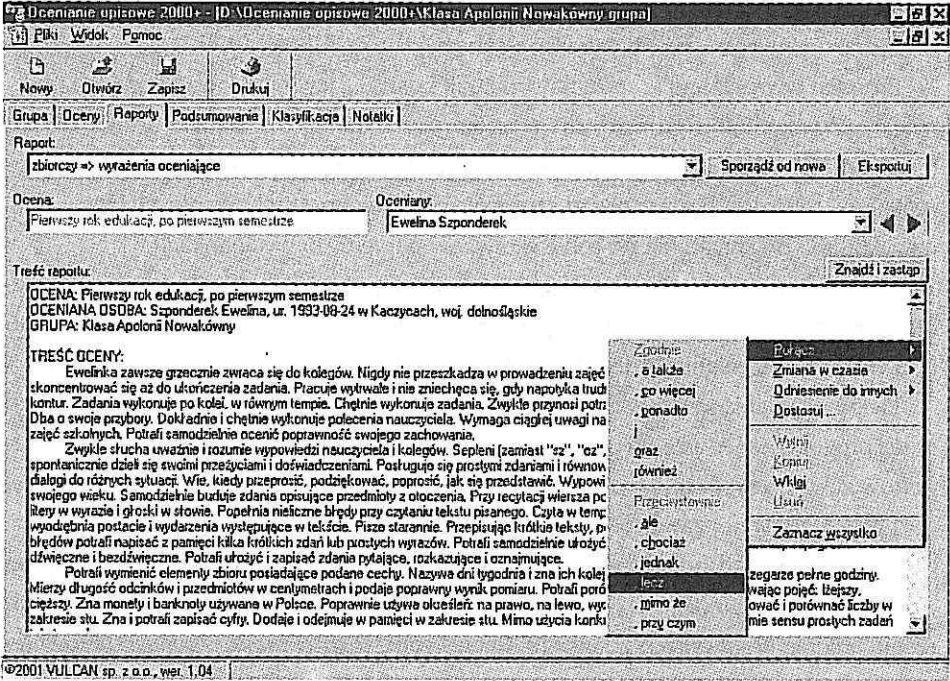 Ocenianie opisowe 2000+ - [D:\Ocenianie opisowe 2000+\Klasa Apolonii Nowakówny grupa]
Pliki Widok Pomoc
Nowy Otwórz Zapisz Drukuj
Grupa Oceny Raporty Podsumowanie Klasyfikacja Notatki
Raport:
zbiorczy => wyrażenia oceniające Sporządź od nowa Eksportuj
Ocena: Oceniany:
Pierwszy rok edukacji, po pierwszym semestrze Ewelina Szponderek
Treść raportu: Znajdź i zastąp
OCENA: Pierwszy rok edukacji, po pierwszym semestrze
OCENIANA OSOBA: Szponderek Ewelina, ur. 1993-08-24 w Kaczycach, woj. dolnośląskie
GRUPA: Klasa Apolonii Nowakówny
TREŚĆ OCENY:
Ewelinka zawsze grzecznie zwraca się do kolegów. Nigdy nie przeszkadza w prowadzeniu zajęć
skoncentrować się aż do ukończenia zadania. Pracuje wytrwale i nie zniechęca się, gdy napotyka trud
kontur. Zadania wykonuje po kolei, w równym tempie. Chętnie wykonuje zadania. Zwykle przynosi potrz
Dba o swoje przybory. Dokładnie i chętnie wykonuje polecenia nauczyciela. Wymaga ciągłej uwagi na
zajęć szkolnych. Potrafi samodzielnie ocenić poprawność swojego zachowania.
Zwykle słucha uważnie i rozumie wypowiedzi nauczyciela i kolegów. Sepleni (zamiast "sz", "cz",
spontanicznie dzieli się swoimi przeżyciami i doświadczeniami. Posługuje się prostymi zdaniami i równow
dialogi do różnych sytuacji. Wie, kiedy przeprosić, podziękować, poprosić, jak się przedstawić. Wypowi
swojego wieku. Samodzielnie buduje zdania opisujące przedmioty z otoczenia. Przy recytacji wiersza po
litery w wyrazie i głoski w słowie. Popełnia nieliczne błędy przy czytaniu tekstu pisanego. Czyta w temp
wyodrębnia postacie i wydarzenia występujące w tekście. Pisze starannie. Przepisując krótkie teksty, p
błędów potrafi napisać z pamięci kilka krótkich zdań lub prostych wyrazów. Potrafi samodzielnie ułożyć
dźwięczne i bezdźwięczne. Potrafi ułożyć i zapisać zdania pytające, rozkazujące i oznajmujące.
Potrafi wymienić elementy zbioru posiadające podane cechy. Nazywa dni tygodnia i zna ich kolej zegarze pełne godziny.
Mierzy długość odcinków i przedmiotów w centymetrach i podaje poprawny wynik pomiaru. Potrafi poró wając pojęć: lżejszy,
cięższy. Zna monety i banknoty używane w Polsce. Poprawnie używa określeń: na prawo, na lewo, wyż ować i porównać liczby w
zakresie stu. Zna i potrafi zapisać cyfry. Dodaje i odejmuje w pamięci w zakresie stu. Mimo użycia konkr mie sensu prostych zadań
Zgodnie
, a także
, co więcej
, ponadto
i
oraz
również
Przeciwstawnie
, ale
, chociaż
, jednak
, lecz
, mimo że
, przy czym
Połącz
Zmiana w czasie
Odniesienie do innych
Dostosuj ...
Wytnij
Kopiuj
Wklej
Usuń
Zaznacz wszystko
©2001 VULCAN sp. z o.o., wer. 1.04